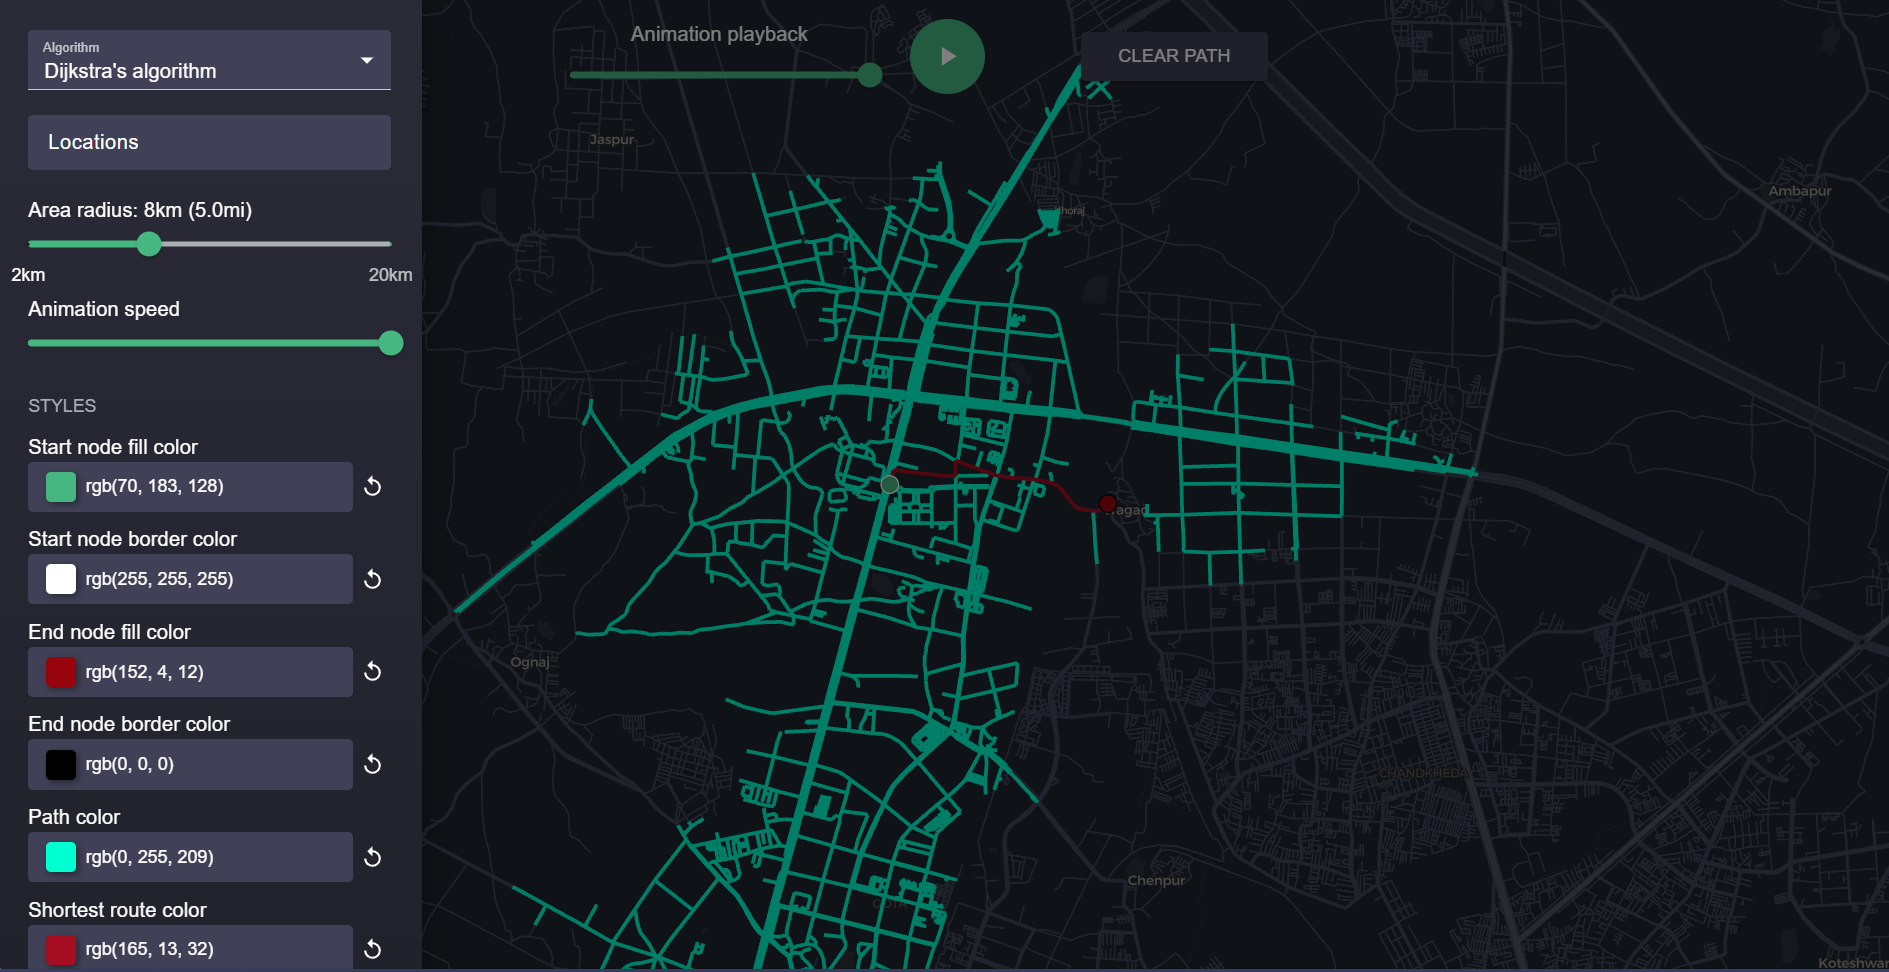 Algorithm
Dijkstra's algorithm
Locations
Area radius: 8km (5.0mi)
2km
20km
Animation speed
STYLES
Start node fill color
rgb(70, 183, 128)
Start node border color
rgb(255, 255, 255)
End node fill color
rgb(152, 4, 12)
End node border color
rgb(0, 0, 0)
Path color
rgb(0, 255, 209)
Shortest route color
rgb(165, 13, 32)
Animation playback
CLEAR PATH
Jaspur
Ambapur
Ognaj
CHANDKHEDA
Chenpur
Koteshwar